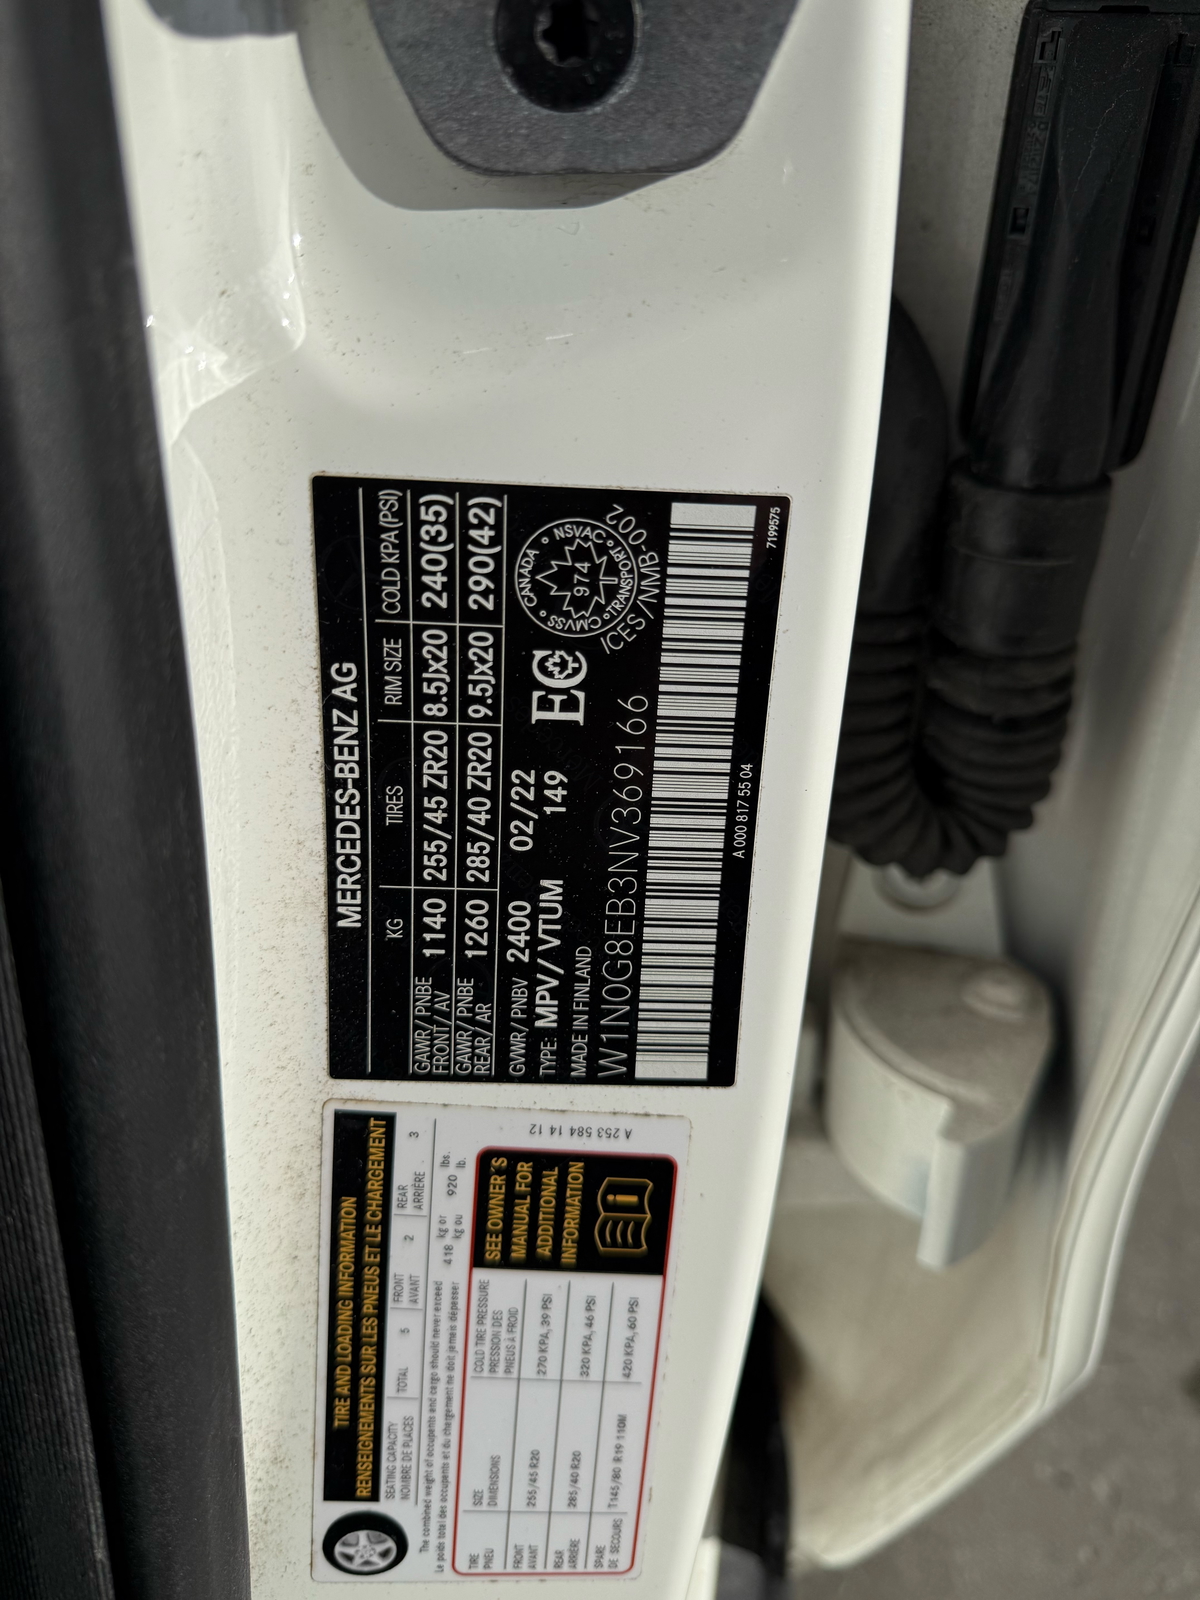 MERCEDES-BENZ AG
KG TIRES RIM SIZE COLD KPA(PSI)
GAWR/ PNBE FRONT/ AV 1140 255/45 ZR20 8.5Jx20 240(35)
GAWR/ PNBE REAR/ AR 1260 285/40 ZR20 9.5Jx20 290(42)
GVWR/ PNBV 2400 02/22
TYPE: MPV/ VTUM 149
EC
CANADA NSVAC TRANSPORT CMVSS
974
MADE IN FINLAND
ICES/NMB-002
W1N0G8EB3NV369166
A 000 817 55 04
7199575
TIRE AND LOADING INFORMATION
RENSEIGNEMENTS SUR LES PNEUS ET LE CHARGEMENT
SEATING CAPACITY TOTAL 5 FRONT 2 REAR 3
NOMBRE DE PLACES AVANT ARRIÈRE
The combined weight of occupants and cargo should never exceed 418 kg or 920 lbs.
Le poids total des occupants et du chargement ne doit jamais dépasser kg ou lb.
TIRE SIZE COLD TIRE PRESSURE
PNEU DIMENSIONS PRESSION DES PNEUS À FROID
FRONT AVANT 255/45 R20 270 KPA, 39 PSI
REAR ARRIÈRE 285/40 R20 320 KPA, 46 PSI
SPARE DE SECOURS T145/80 R19 110M 420 KPA, 60 PSI
SEE OWNER'S
MANUAL FOR
ADDITIONAL
INFORMATION
A 253 584 14 12